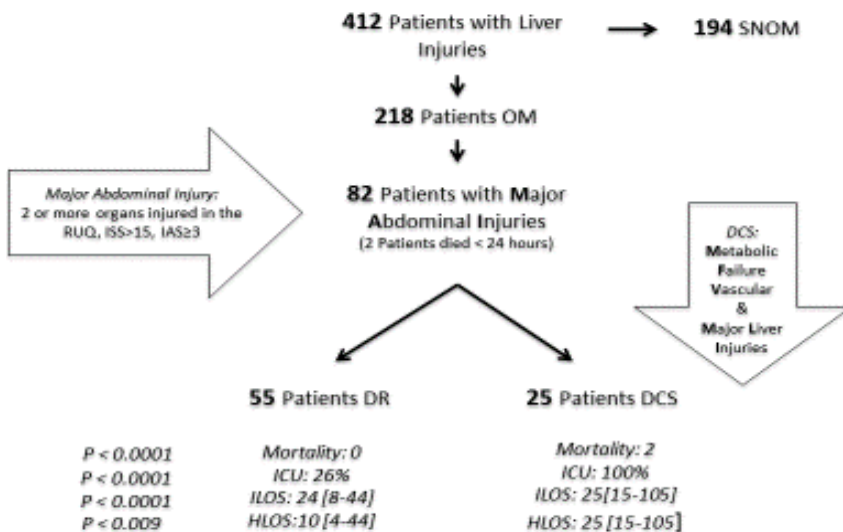 412 Patients with Liver
Injuries
194 SNOM
218 Patients OM
Major Abdominal Injury:
2 or more organs injured in the
RUQ, ISS>15, IAS≥3
82 Patients with Major
Abdominal Injuries
(2 Patients died < 24 hours)
DCS:
Metabolic
Failure
Vascular
&
Major Liver
Injuries
55 Patients DR
25 Patients DCS
P < 0.0001
P < 0.0001
P < 0.0001
P < 0.009
Mortality: 0
ICU: 26%
ILOS: 24 [8-44]
HLOS:10 [4-44]
Mortality: 2
ICU: 100%
ILOS: 25[15-105]
HLOS: 25 [15-105]